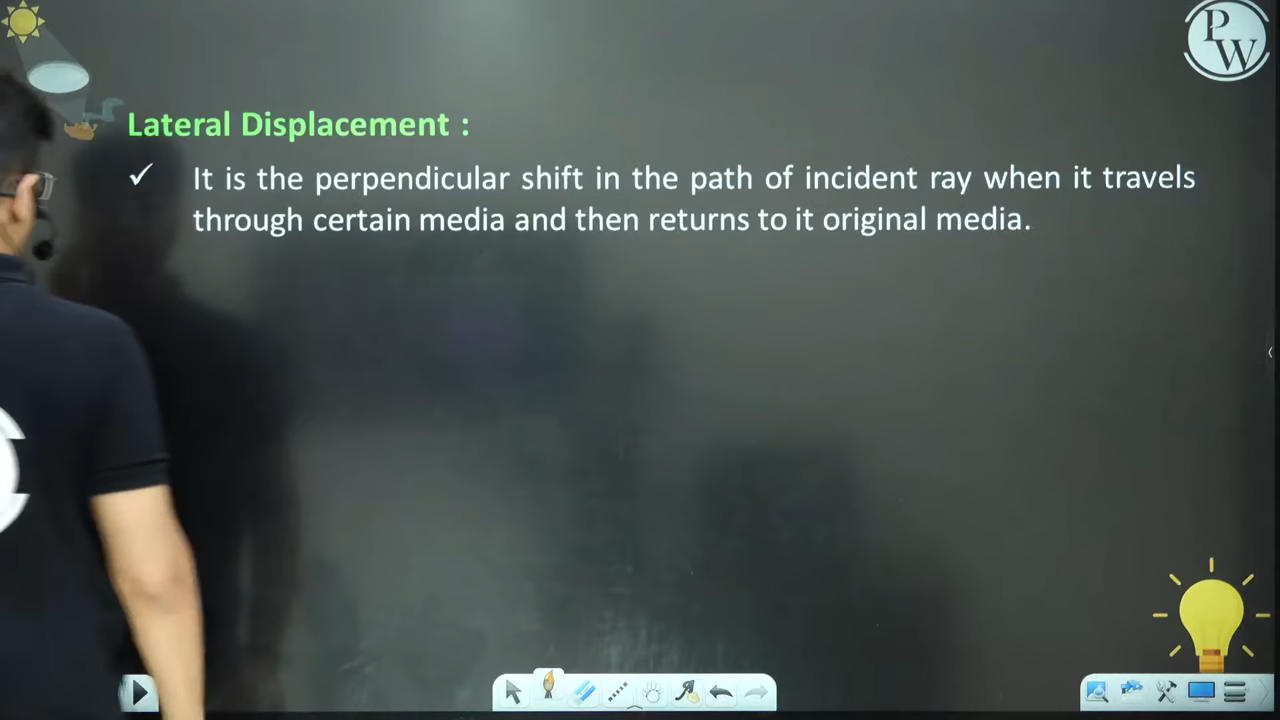 PW
Lateral Displacement :
✓ It is the perpendicular shift in the path of incident ray when it travels
through certain media and then returns to it original media.